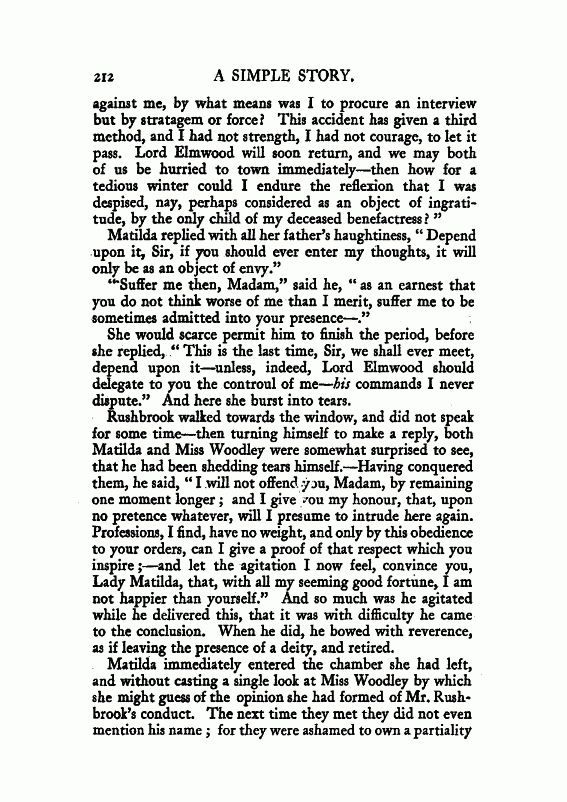 212 A SIMPLE STORY.
against me, by what means was I to procure an interview
but by stratagem or force? This accident has given a third
method, and I had not strength, I had not courage, to let it
pass. Lord Elmwood will soon return, and we may both
of us be hurried to town immediately—then how for a
tedious winter could I endure the reflexion that I was
despised, nay, perhaps considered as an object of ingrati-
tude, by the only child of my deceased benefactress?"
Matilda replied with all her father's haughtiness, "Depend
upon it, Sir, if you should ever enter my thoughts, it will
only be as an object of envy."
"Suffer me then, Madam," said he, "as an earnest that
you do not think worse of me than I merit, suffer me to be
sometimes admitted into your presence—."
She would scarce permit him to finish the period, before
she replied, "This is the last time, Sir, we shall ever meet,
depend upon it—unless, indeed, Lord Elmwood should
delegate to you the controul of me—his commands I never
dispute." And here she burst into tears.
Rushbrook walked towards the window, and did not speak
for some time—then turning himself to make a reply, both
Matilda and Miss Woodley were somewhat surprised to see,
that he had been shedding tears himself.—Having conquered
them, he said, "I will not offend you, Madam, by remaining
one moment longer; and I give you my honour, that, upon
no pretence whatever, will I presume to intrude here again.
Professions, I find, have no weight, and only by this obedience
to your orders, can I give a proof of that respect which you
inspire;—and let the agitation I now feel, convince you,
Lady Matilda, that, with all my seeming good fortune, I am
not happier than yourself." And so much was he agitated
while he delivered this, that it was with difficulty he came
to the conclusion. When he did, he bowed with reverence,
as if leaving the presence of a deity, and retired.
Matilda immediately entered the chamber she had left,
and without casting a single look at Miss Woodley by which
she might guess of the opinion she had formed of Mr. Rush-
brook's conduct. The next time they met they did not even
mention his name; for they were ashamed to own a partiality